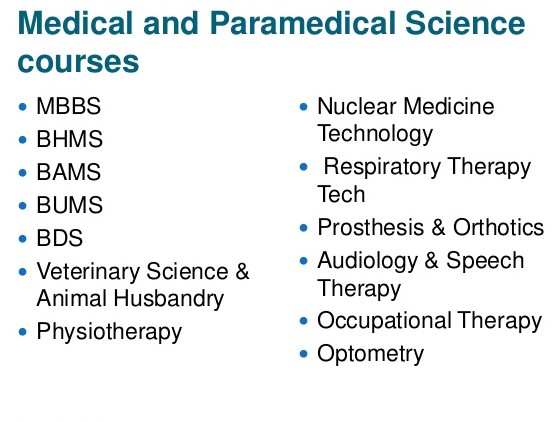 Medical and Paramedical Science
courses
• MBBS
• BHMS
• BAMS
• BUMS
• BDS
• Veterinary Science &
Animal Husbandry
• Physiotherapy
• Nuclear Medicine
Technology
• Respiratory Therapy
Tech
• Prosthesis & Orthotics
• Audiology & Speech
Therapy
• Occupational Therapy
• Optometry